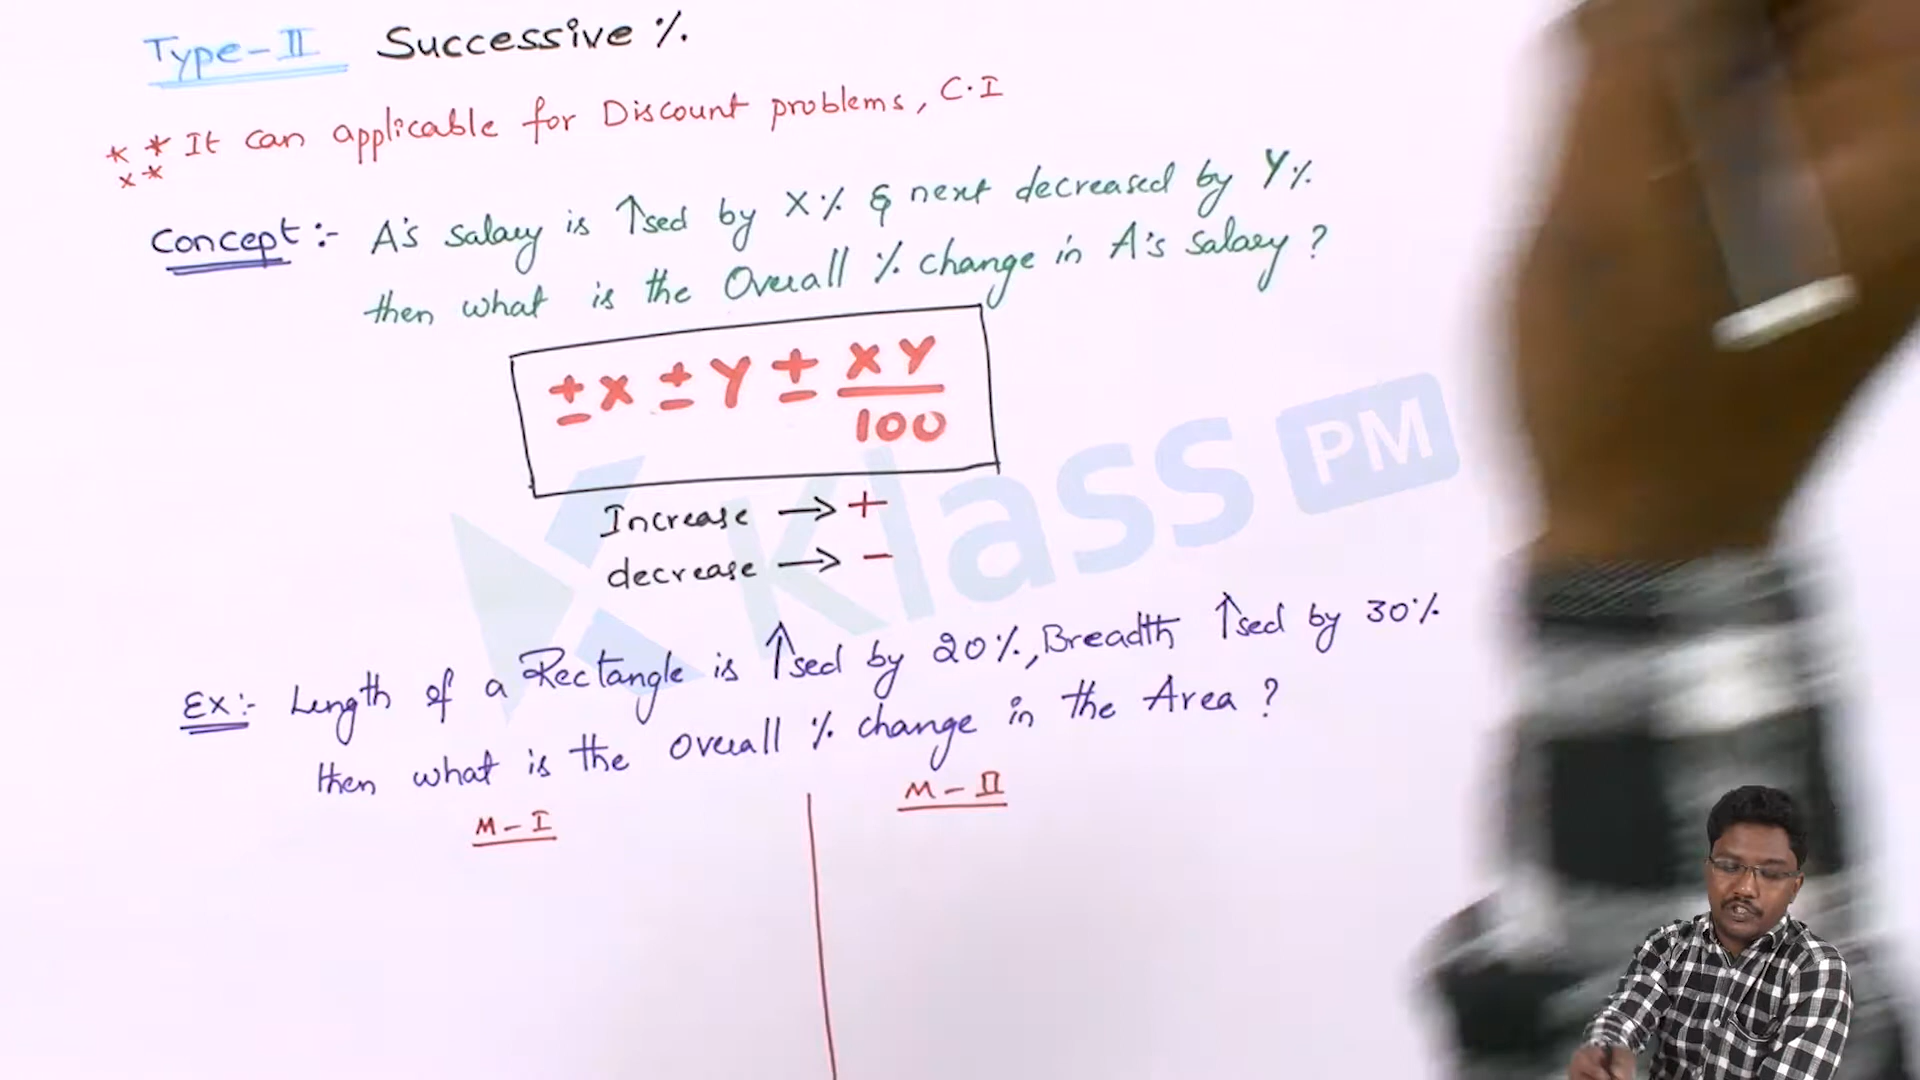 Type-II Successive %
It can applicable for Discount problems, C.I
Concept :- A's salary is ↑sed by X% & next decreased by Y%
then what is the Overall % change in A's salary ?
± X ± Y ± XY/100
Increase → +
decrease → -
Ex:- Length of a Rectangle is ↑sed by 20%, Breadth ↑sed by 30%
then what is the overall % change in the Area ?
M - I
M - II
Klass PM